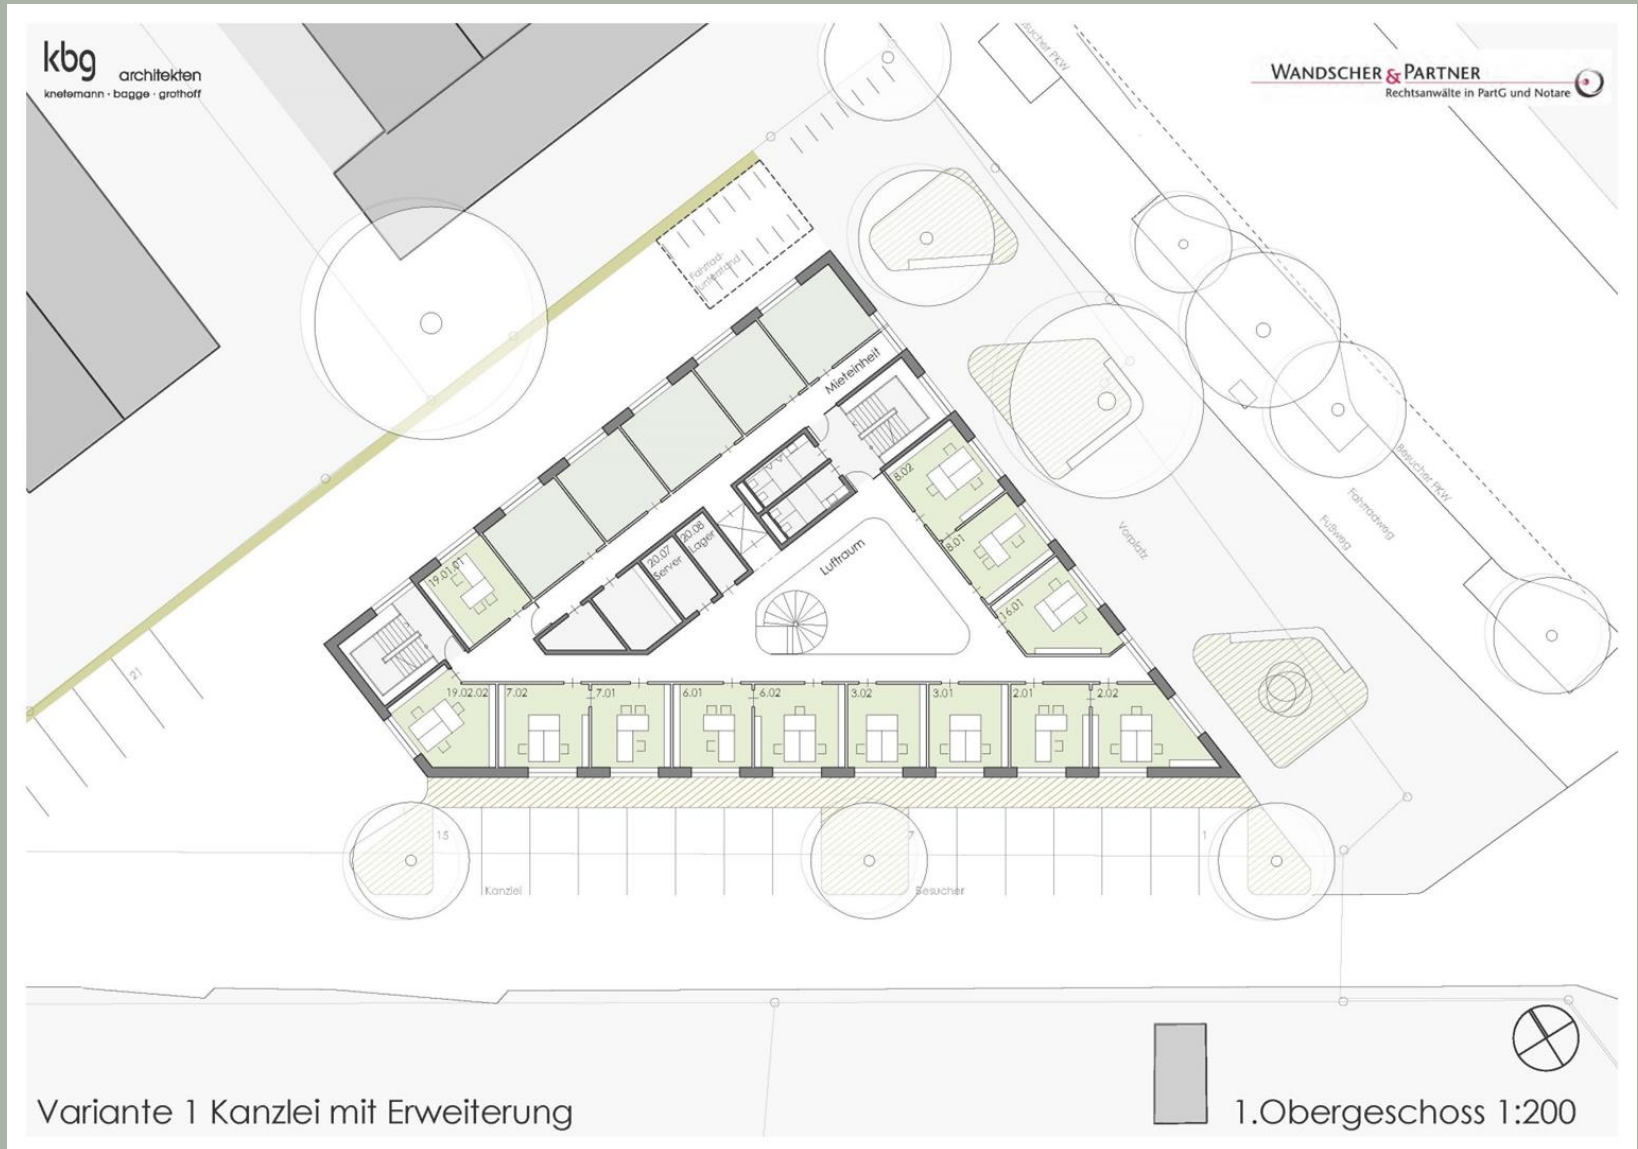 kbg
architekten
knetemann · bagge · grothoff
WANDSCHER & PARTNER
Rechtsanwälte in PartG und Notare
Besucher PKW
Fahrrad-
unterstand
Mieteinheit
8.02
8.01
16.01
Luftraum
20.08
Lager
20.07
Server
19.01.01
Vorplatz
Fußweg
Fahrradweg
Besucher PKW
21
19.02.02
7.02
7.01
6.01
6.02
3.02
3.01
2.01
2.02
15
7
1
Kanzlei
Besucher
Variante 1 Kanzlei mit Erweiterung
1.Obergeschoss 1:200